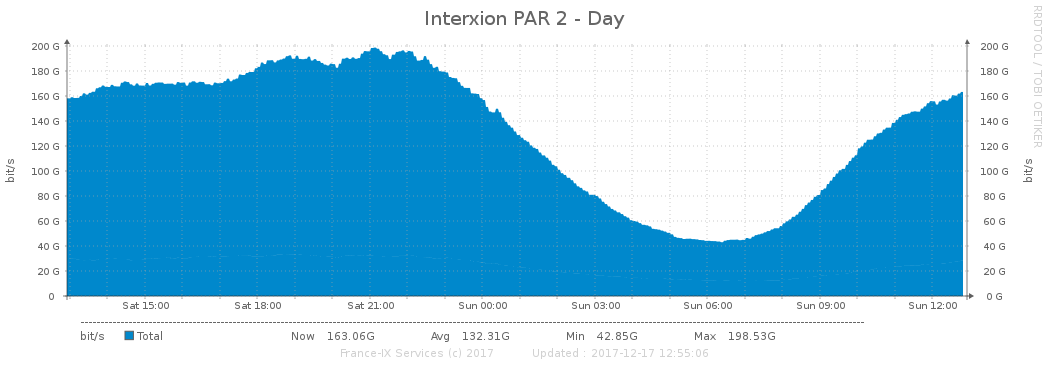 Interxion PAR 2 - Day
RRDTOOL / TOBI OETIKER
200 G 200 G
180 G 180 G
160 G 160 G
140 G 140 G
120 G 120 G
100 G 100 G
80 G 80 G
60 G 60 G
40 G 40 G
20 G 20 G
0 0 G
bit/s bit/s
Sat 15:00 Sat 18:00 Sat 21:00 Sun 00:00 Sun 03:00 Sun 06:00 Sun 09:00 Sun 12:00
bit/s Total Now 163.06G Avg 132.31G Min 42.85G Max 198.53G
France-IX Services (c) 2017 Updated : 2017-12-17 12:55:06